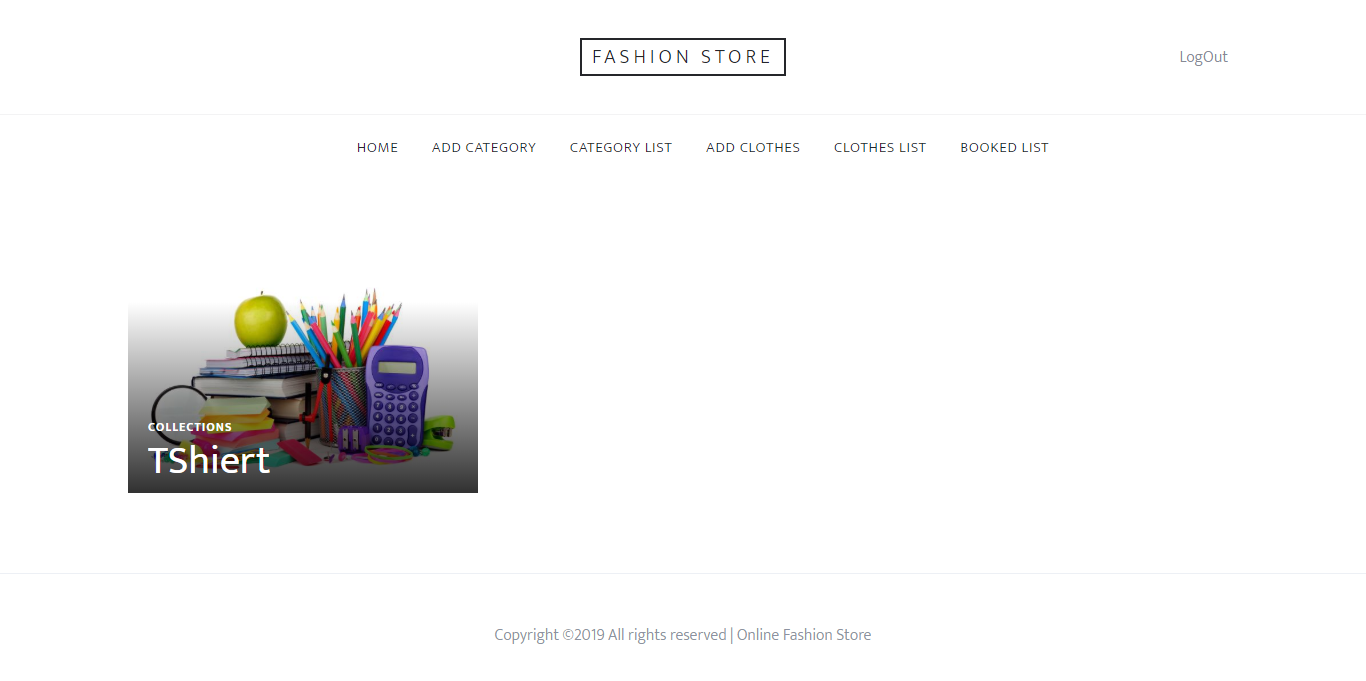 FASHION STORE
LogOut
HOME ADD CATEGORY CATEGORY LIST ADD CLOTHES CLOTHES LIST BOOKED LIST
COLLECTIONS
TShiert
Copyright ©2019 All rights reserved | Online Fashion Store